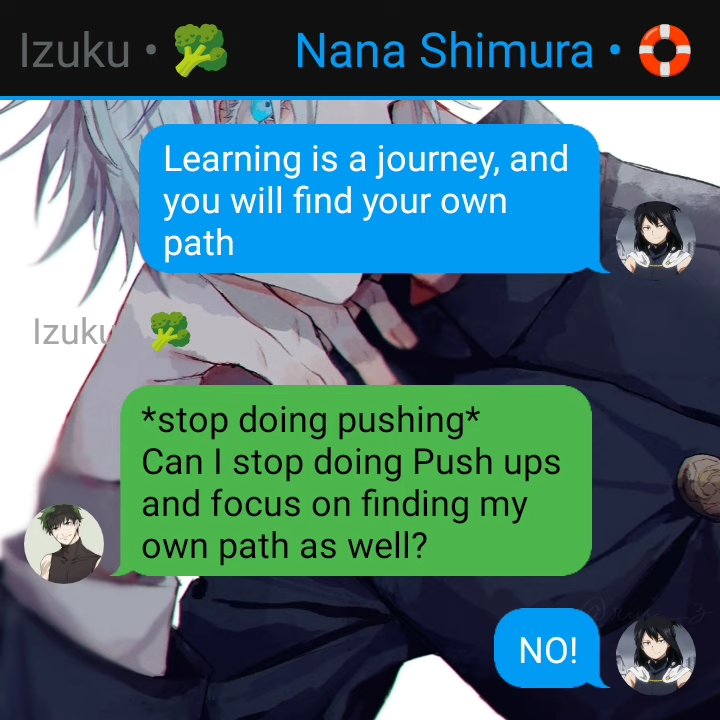 Izuku • 🥦 Nana Shimura • 🛟
Learning is a journey, and
you will find your own
path
Izuku 🥦
*stop doing pushing*
Can I stop doing Push ups
and focus on finding my
own path as well?
NO!